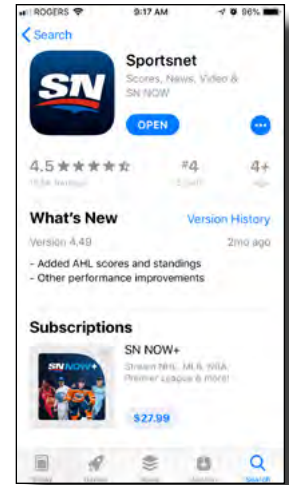 ROGERS 9:17 AM 96%
Search
SN
Sportsnet
Scores, News, Video &
SN NOW
OPEN
4.5 #4 4+
What's New Version History
Version 4.49 2mo ago
- Added AHL scores and standings
- Other performance improvements
Subscriptions
SN NOW+
Stream NHL, MLB, NBA,
Premier League & more!
SN NOW+
$27.99
Search